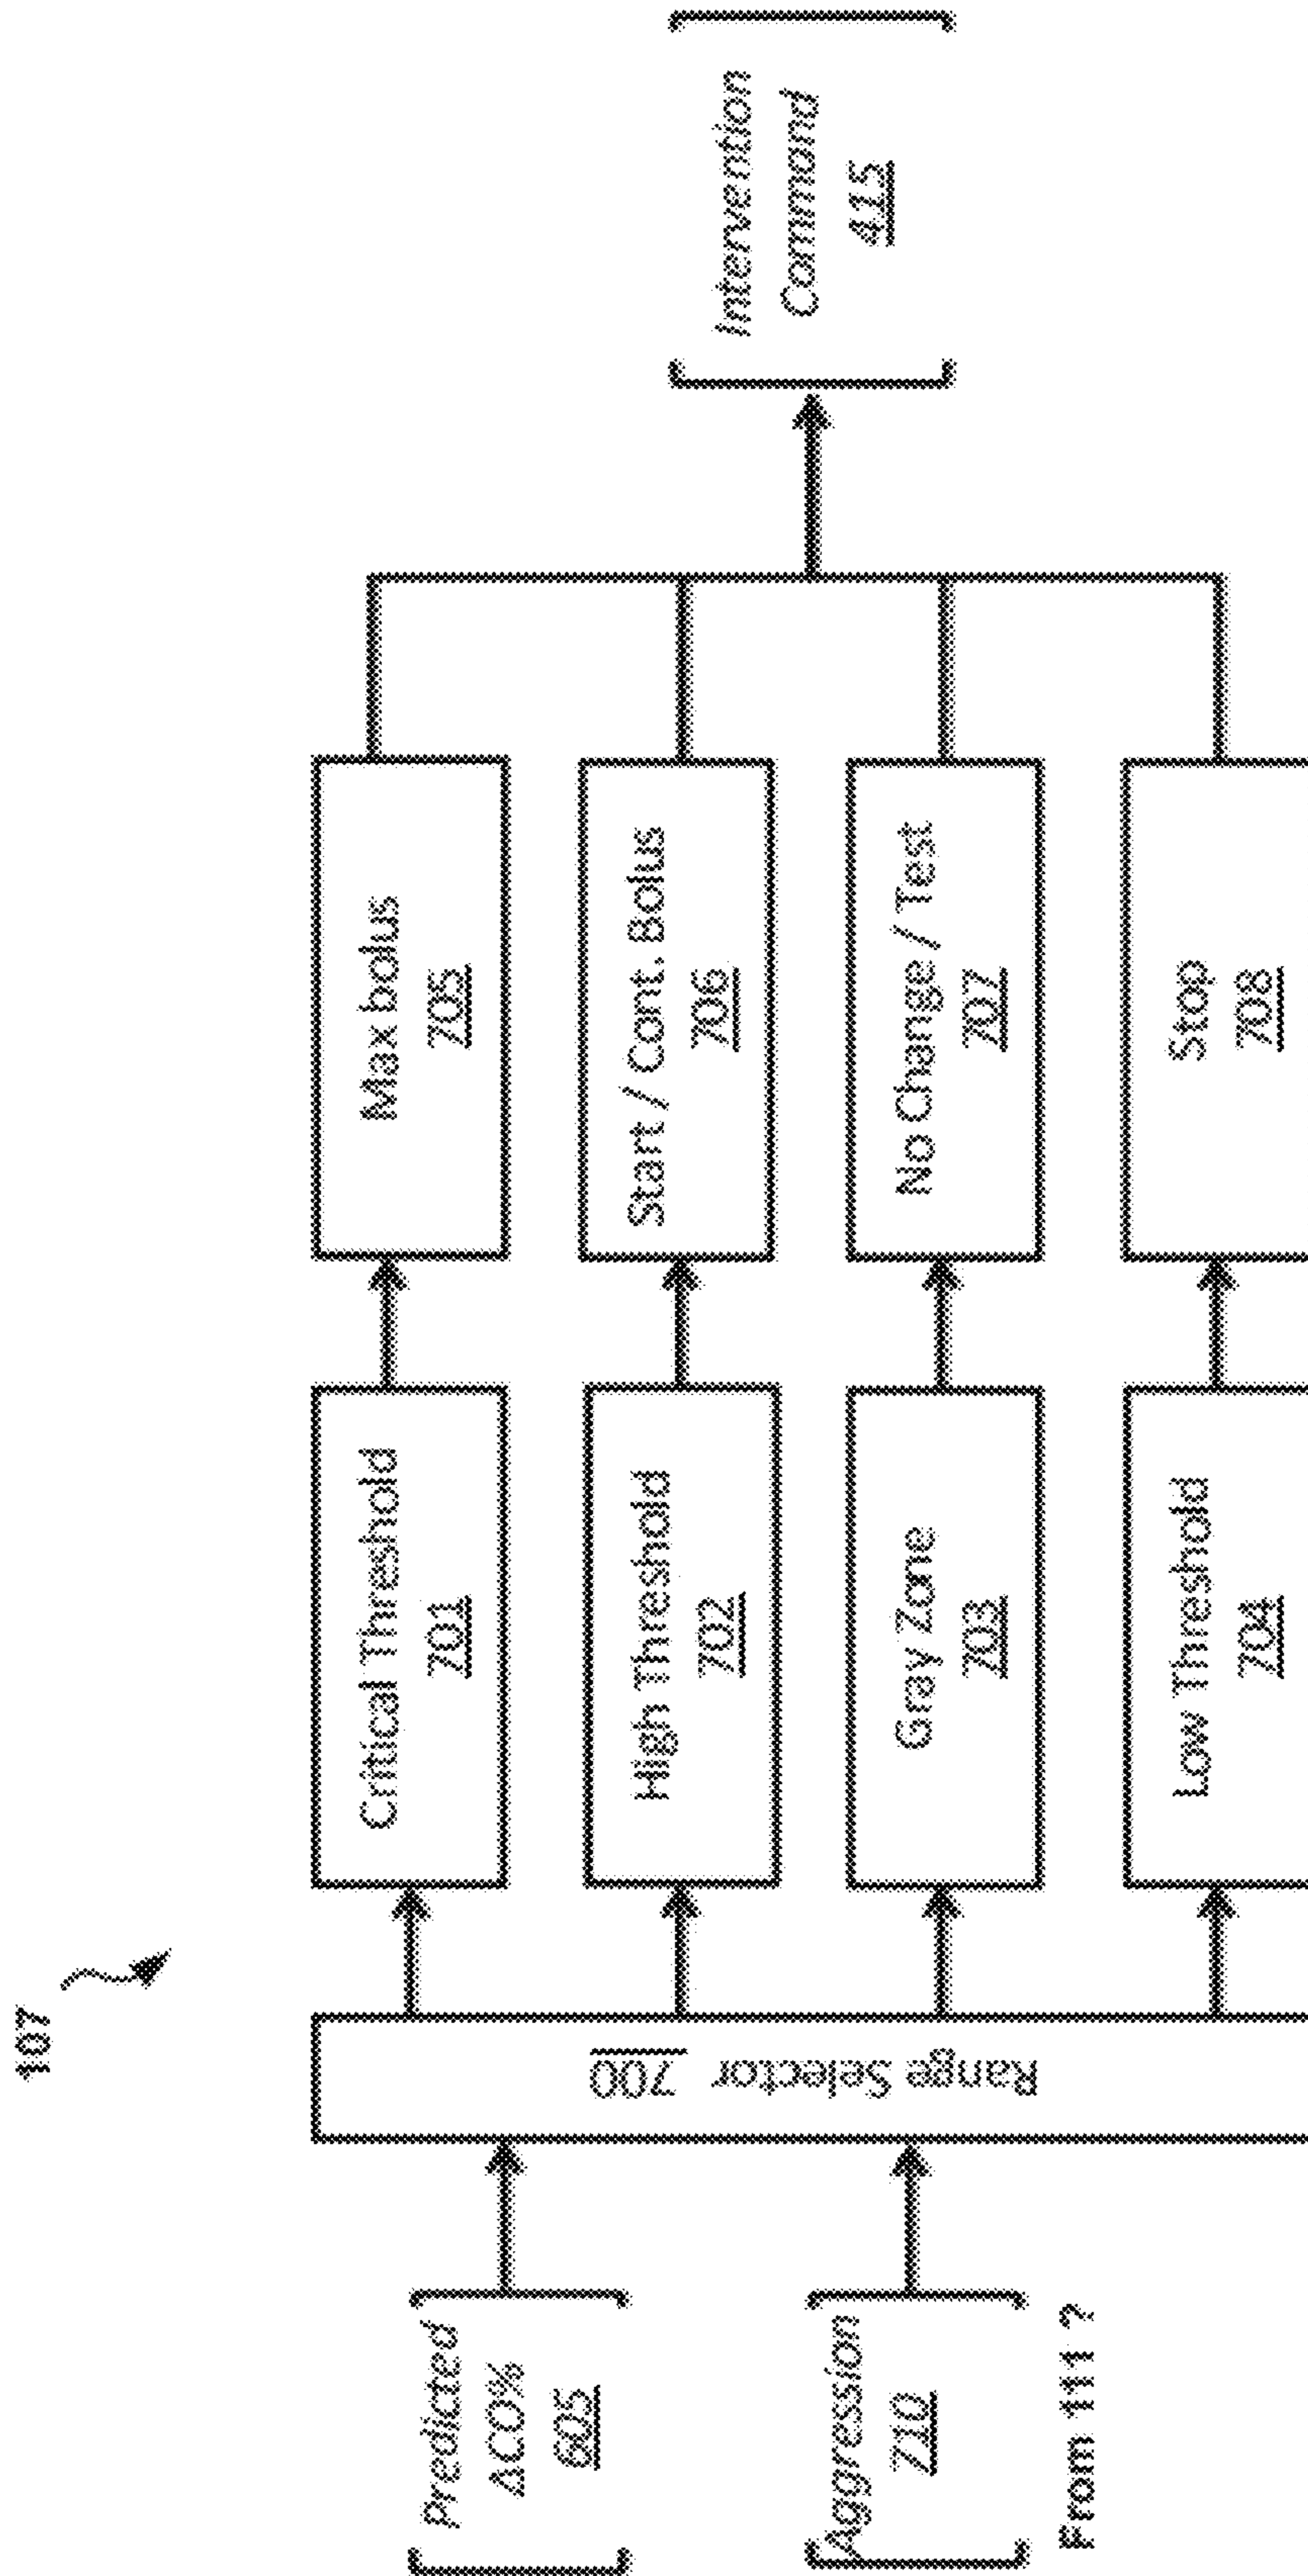 107
Predicted
ΔCO%
605
Aggression
710
From 111 ?
Range Selector 700
Critical Threshold
701
High Threshold
702
Gray Zone
703
Low Threshold
704
Max bolus
705
Start / Cont. Bolus
706
No Change / Test
707
Stop
708
Intervention
Command
415